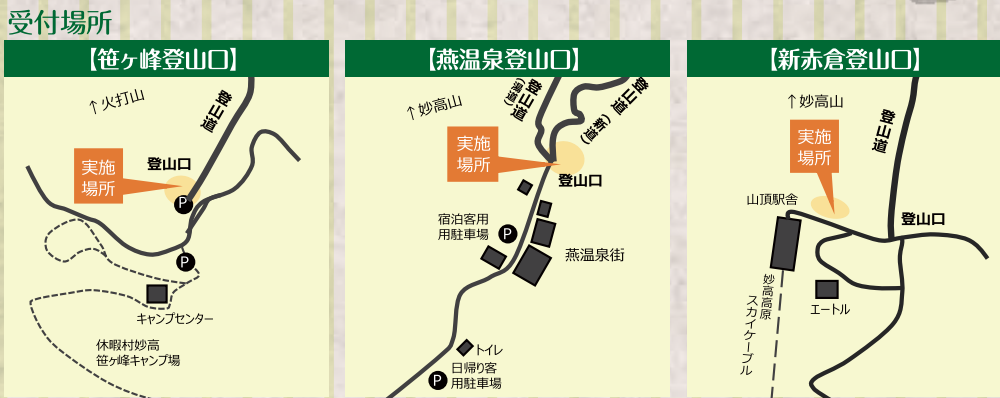 受付場所
【笹ヶ峰登山口】
↑火打山
登山道
実施
場所
登山口
P
P
キャンプセンター
休暇村妙高
笹ヶ峰キャンプ場
【燕温泉登山口】
↑妙高山
登山道
(湯道)
登山道
(新道)
実施
場所
登山口
宿泊客用
用駐車場
P
燕温泉街
トイレ
日帰り客
用駐車場
P
【新赤倉登山口】
↑妙高山
登山道
実施
場所
山頂駅舎
登山口
妙高高原
スカイケーブル
エートル